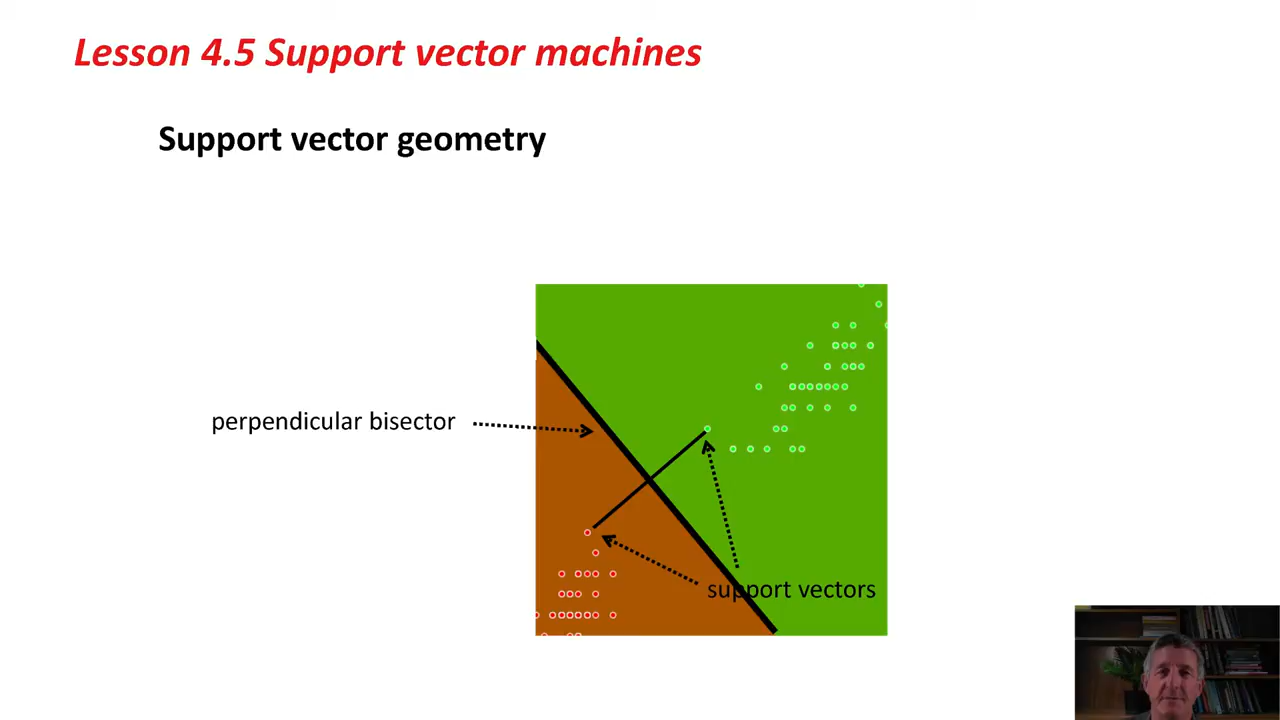 Lesson 4.5 Support vector machines
Support vector geometry
perpendicular bisector
support vectors